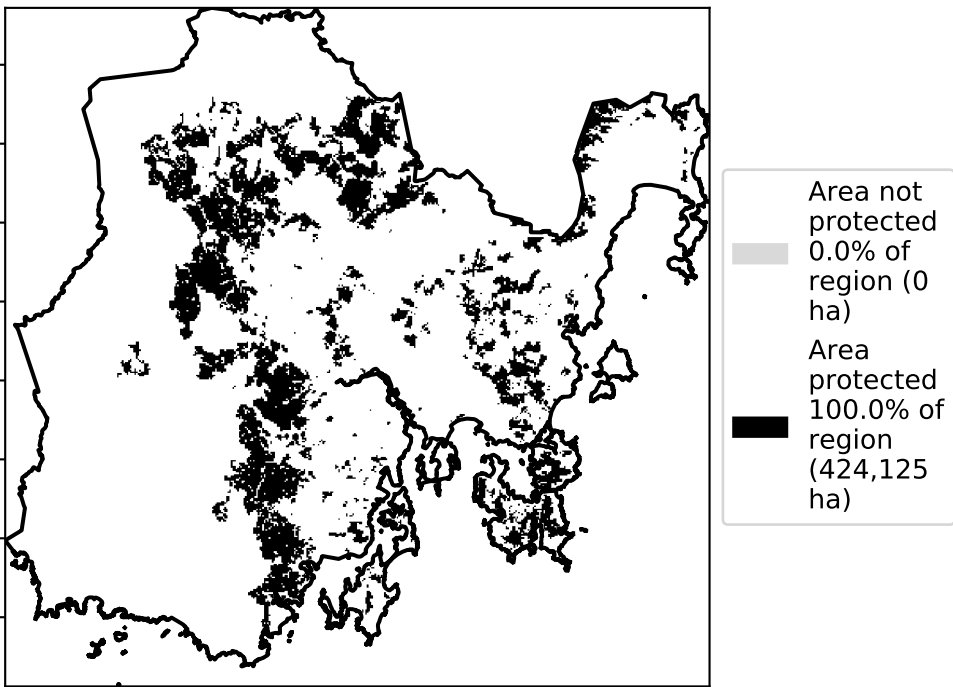 Area not
protected
0.0% of
region (0
ha)
Area
protected
100.0% of
region
(424,125
ha)